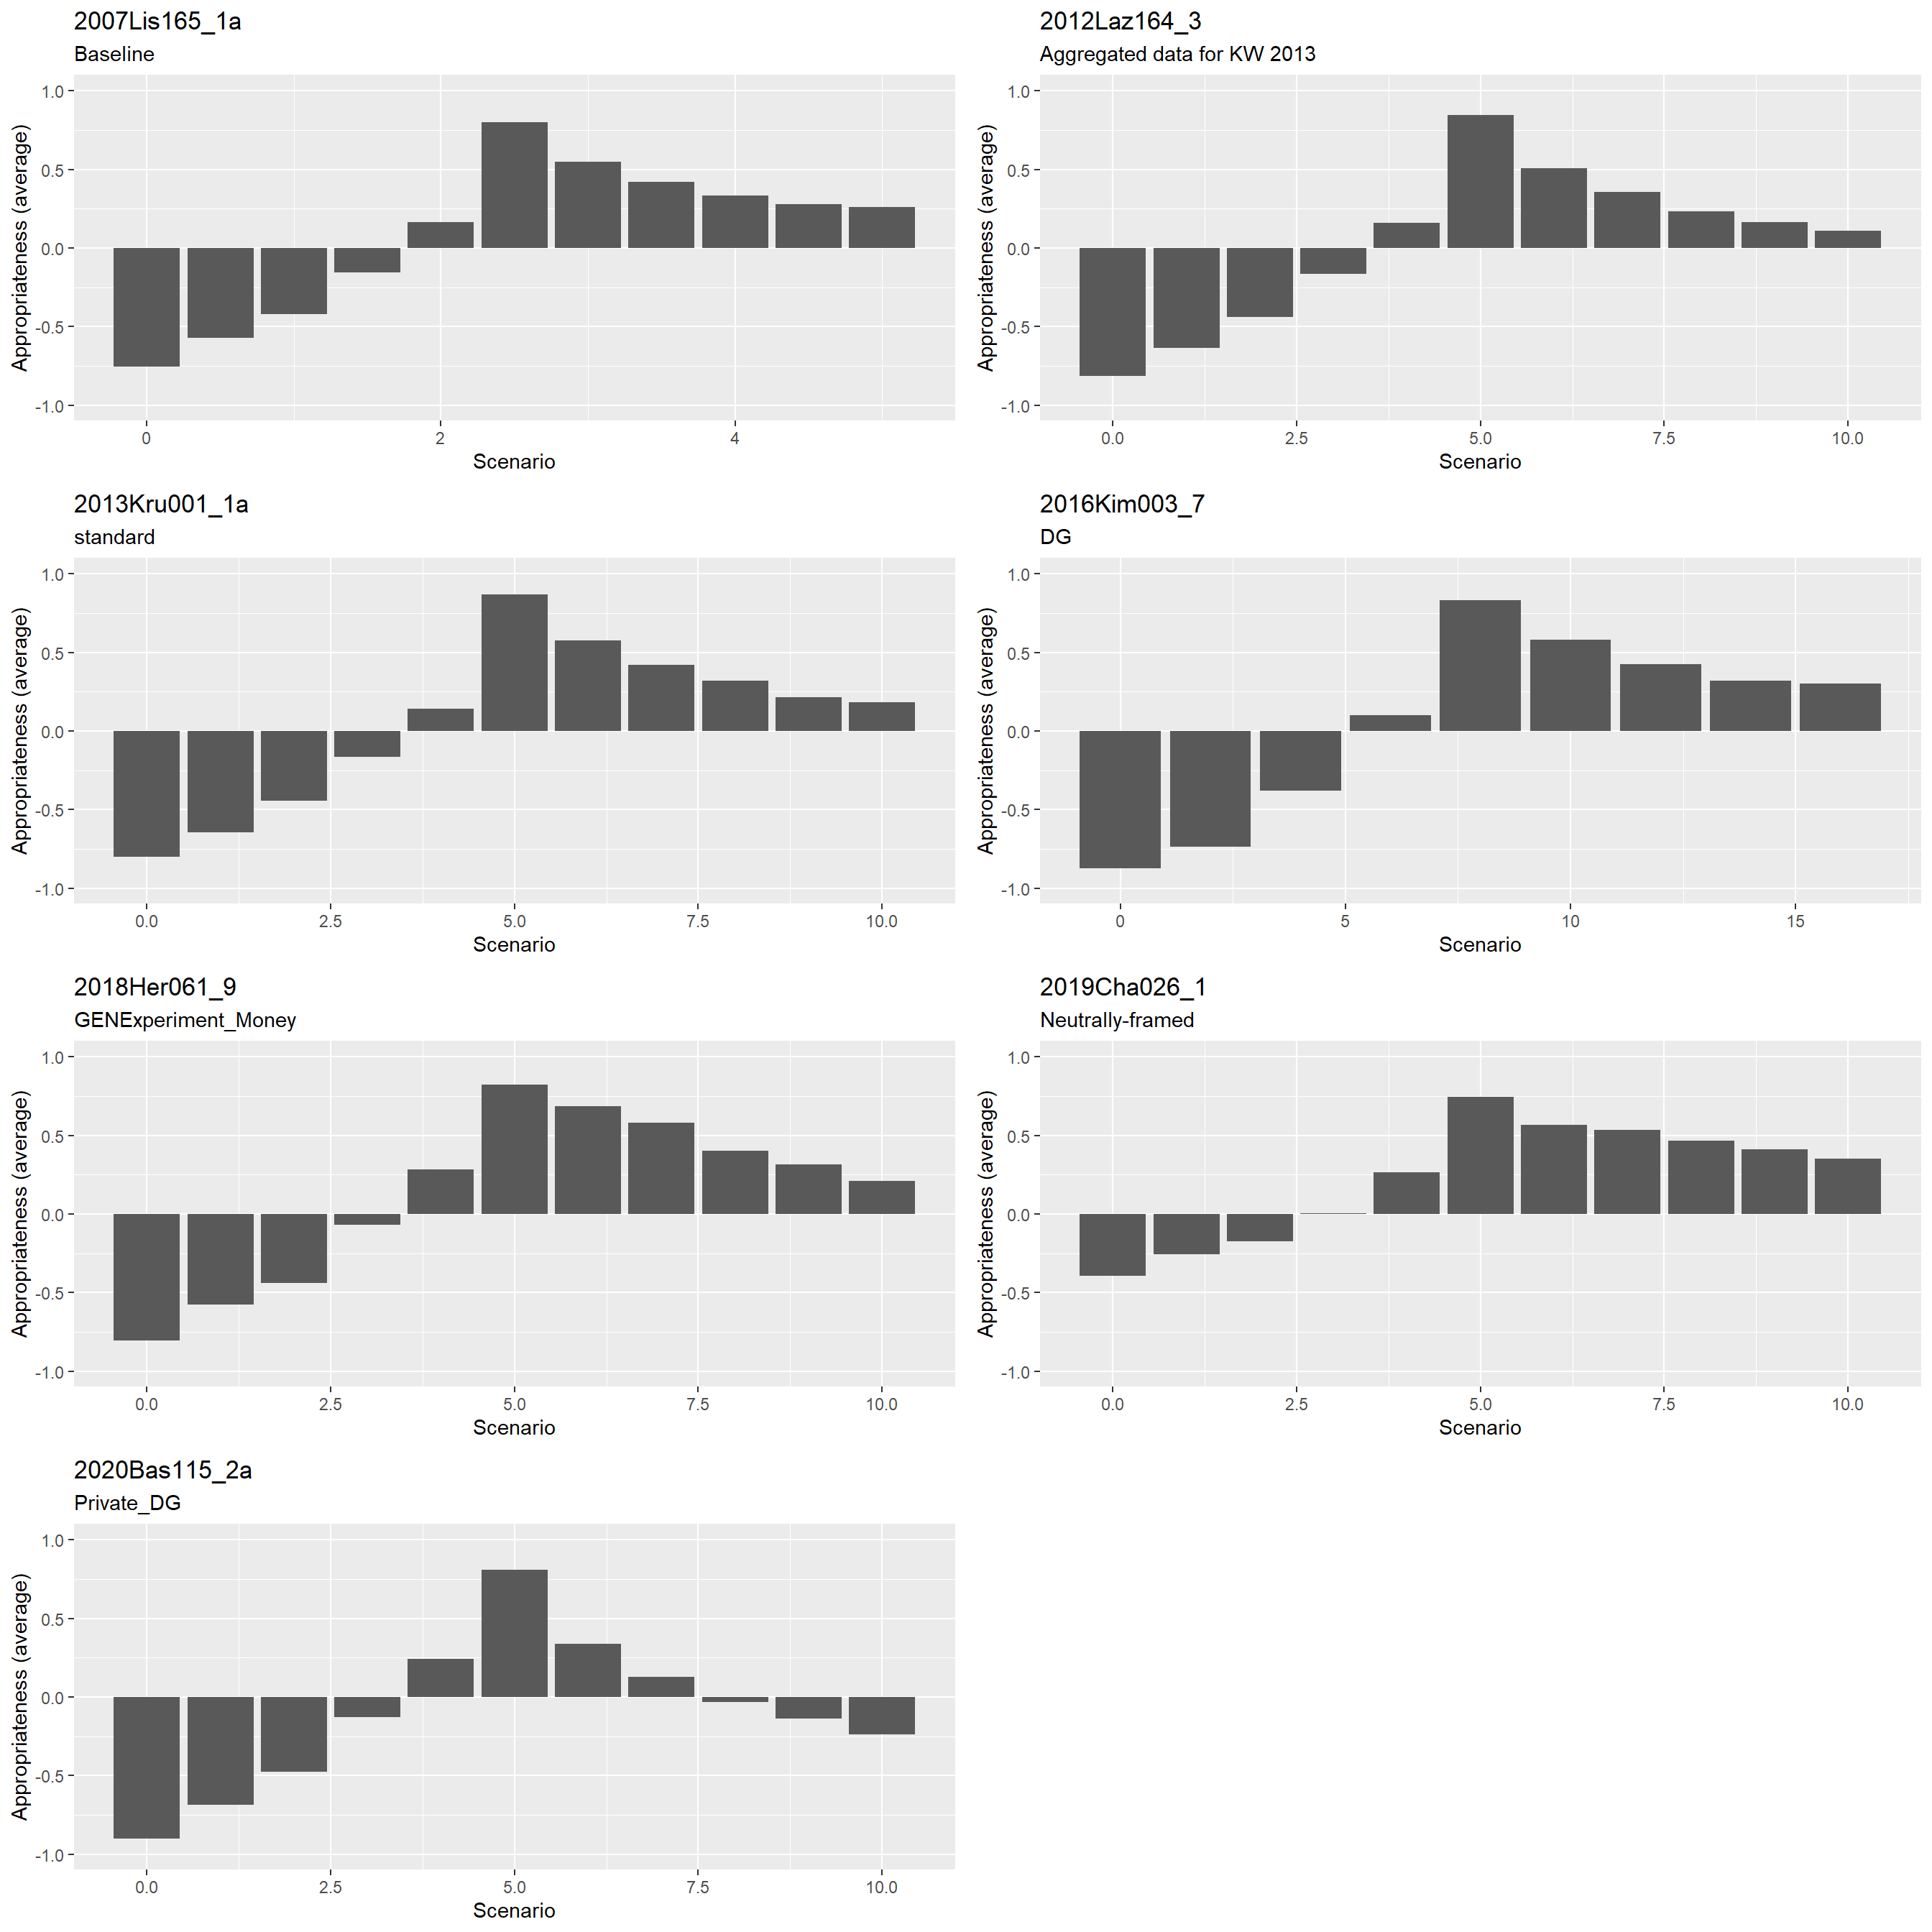 2007Lis165_1a
Baseline
1.0
0.5
0.0
-0.5
-1.0
Appropriateness (average)
0 2 4
Scenario
2012Laz164_3
Aggregated data for KW 2013
1.0
0.5
0.0
-0.5
-1.0
Appropriateness (average)
0.0 2.5 5.0 7.5 10.0
Scenario
2013Kru001_1a
standard
1.0
0.5
0.0
-0.5
-1.0
Appropriateness (average)
0.0 2.5 5.0 7.5 10.0
Scenario
2016Kim003_7
DG
1.0
0.5
0.0
-0.5
-1.0
Appropriateness (average)
0 5 10 15
Scenario
2018Her061_9
GENExperiment_Money
1.0
0.5
0.0
-0.5
-1.0
Appropriateness (average)
0.0 2.5 5.0 7.5 10.0
Scenario
2019Cha026_1
Neutrally-framed
1.0
0.5
0.0
-0.5
-1.0
Appropriateness (average)
0.0 2.5 5.0 7.5 10.0
Scenario
2020Bas115_2a
Private_DG
1.0
0.5
0.0
-0.5
-1.0
Appropriateness (average)
0.0 2.5 5.0 7.5 10.0
Scenario